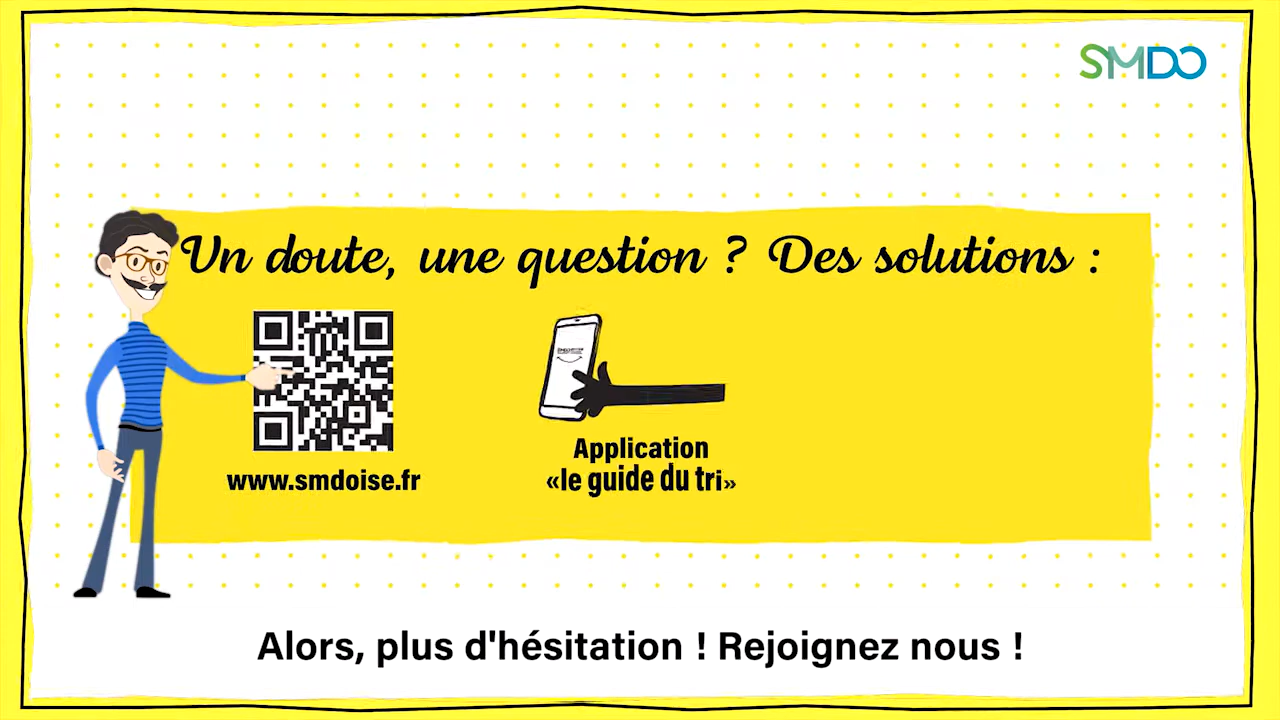 SMDO
Un doute, une question ? Des solutions :
www.smdoise.fr
Application
«le guide du tri»
Alors, plus d'hésitation ! Rejoignez nous !